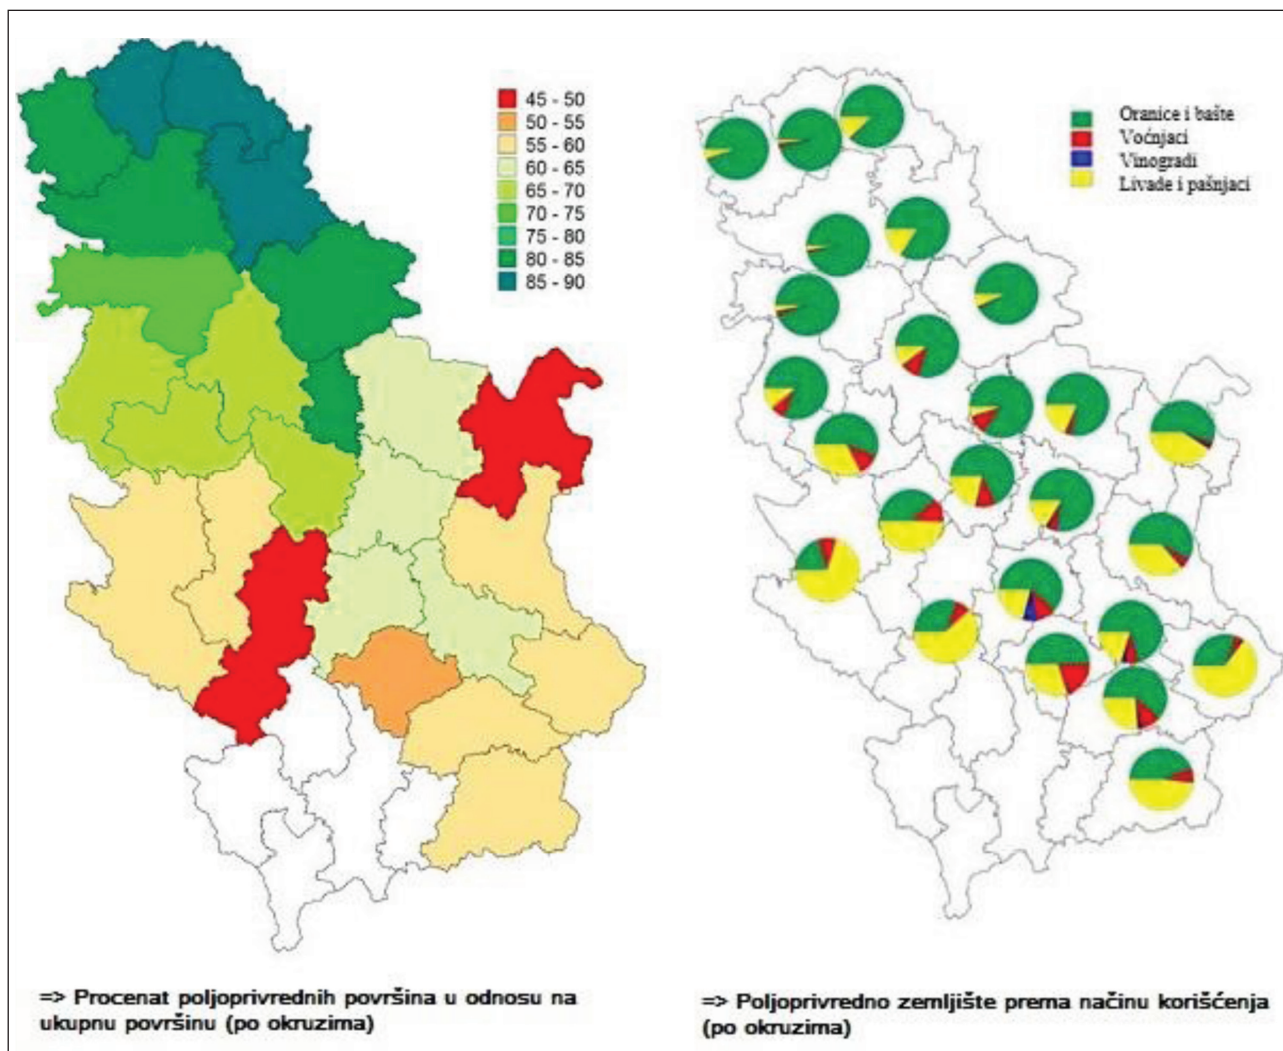 45 - 50
50 - 55
55 - 60
60 - 65
65 - 70
70 - 75
75 - 80
80 - 85
85 - 90
Oranice i bašte
Voćnjaci
Vinogradi
Livade i pašnjaci
=> Procenat poljoprivrednih površina u odnosu na
ukupnu površinu (po okruzima)
=> Poljoprivredno zemljište prema načinu korišćenja
(po okruzima)